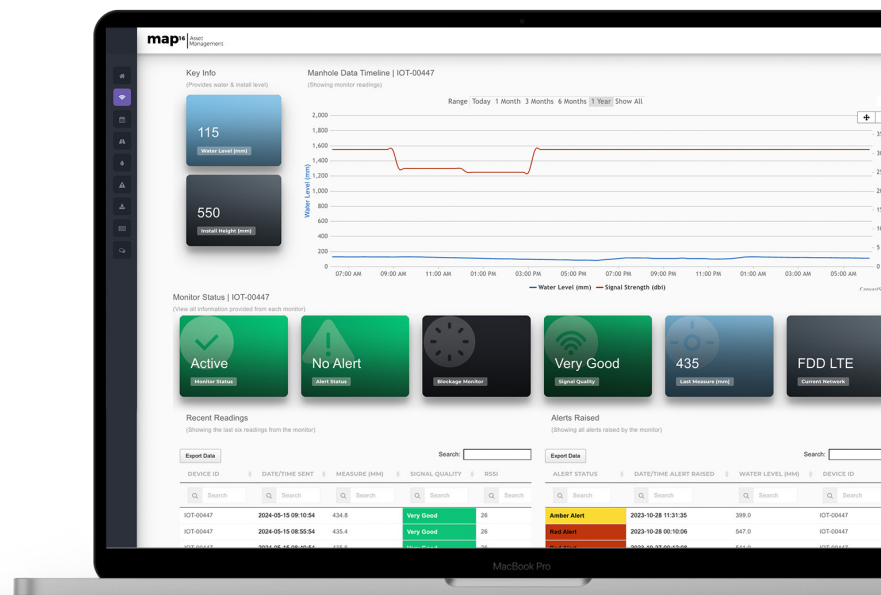 map16 Asset Management
Key Info
(Provides water & install level)
115
Water Level (mm)
550
Install Height (mm)
Manhole Data Timeline | IOT-00447
(Showing monitor readings)
Range Today 1 Month 3 Months 6 Months 1 Year Show All
Water Level (mm)
2,000
1,800
1,600
1,400
1,200
1,000
800
600
400
200
0
07:00 AM 09:00 AM 11:00 AM 01:00 PM 03:00 PM 05:00 PM 07:00 PM 09:00 PM 11:00 PM 01:00 AM 03:00 AM 05:00 AM
Water Level (mm) Signal Strength (dbi)
Monitor Status | IOT-00447
(View all information provided from each monitor)
Active
Monitor Status
No Alert
Alert Status
Blockage Monitor
Very Good
Signal Quality
435
Last Measure (mm)
FDD LTE
Current Network
Recent Readings
(Showing the last six readings from the monitor)
Export Data
Search:
DEVICE ID DATE/TIME SENT MEASURE (MM) SIGNAL QUALITY RSSI
Search Search Search Search Search
IOT-00447 2024-05-15 09:10:54 434.8 Very Good 26
IOT-00447 2024-05-15 08:55:54 435.4 Very Good 26
Alerts Raised
(Showing all alerts raised by the monitor)
Export Data
Search:
ALERT STATUS DATE/TIME ALERT RAISED WATER LEVEL (MM) DEVICE ID
Search Search Search Search
Amber Alert 2023-10-28 11:31:35 399.0 IOT-00447
Red Alert 2023-10-28 00:10:06 547.0 IOT-00447
MacBook Pro